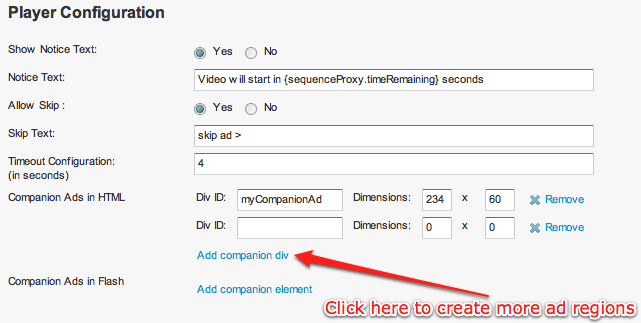 Player Configuration
Show Notice Text: Yes No
Notice Text: Video will start in {sequenceProxy.timeRemaining} seconds
Allow Skip : Yes No
Skip Text: skip ad >
Timeout Configuration: 4
(in seconds)
Companion Ads in HTML Div ID: myCompanionAd Dimensions: 234 x 60 Remove
Div ID: Dimensions: 0 x 0 Remove
Add companion div
Companion Ads in Flash Add companion element
Click here to create more ad regions